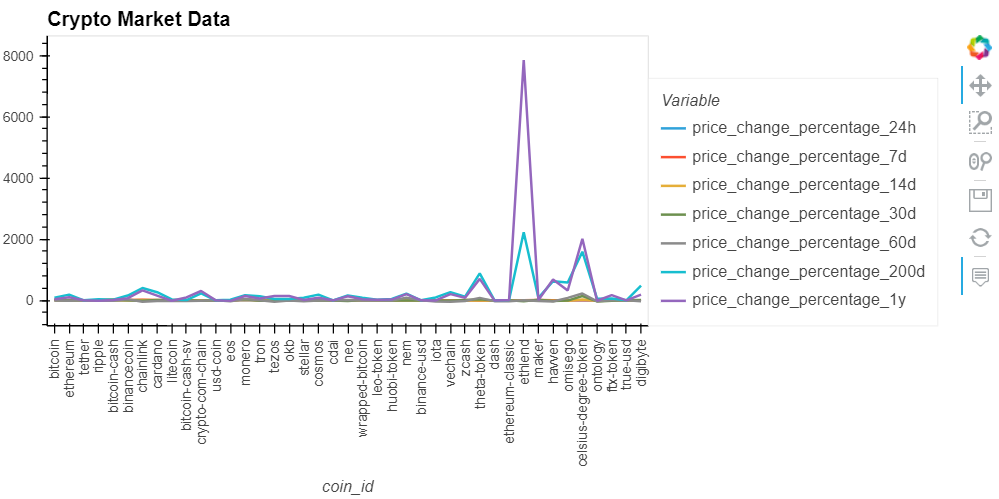 Crypto Market Data
8000
6000
4000
2000
0
bitcoin
ethereum
tether
ripple
bitcoin-cash
binancecoin
chainlink
cardano
litecoin
bitcoin-cash-sv
crypto-com-chain
usd-coin
eos
monero
tron
tezos
okb
stellar
cosmos
cdai
neo
wrapped-bitcoin
leo-token
huobi-token
nem
binance-usd
iota
vechain
zcash
theta-token
dash
ethereum-classic
ethlend
maker
havven
omisego
celsius-degree-token
ontology
ftx-token
true-usd
digibyte
coin_id
Variable
price_change_percentage_24h
price_change_percentage_7d
price_change_percentage_14d
price_change_percentage_30d
price_change_percentage_60d
price_change_percentage_200d
price_change_percentage_1y